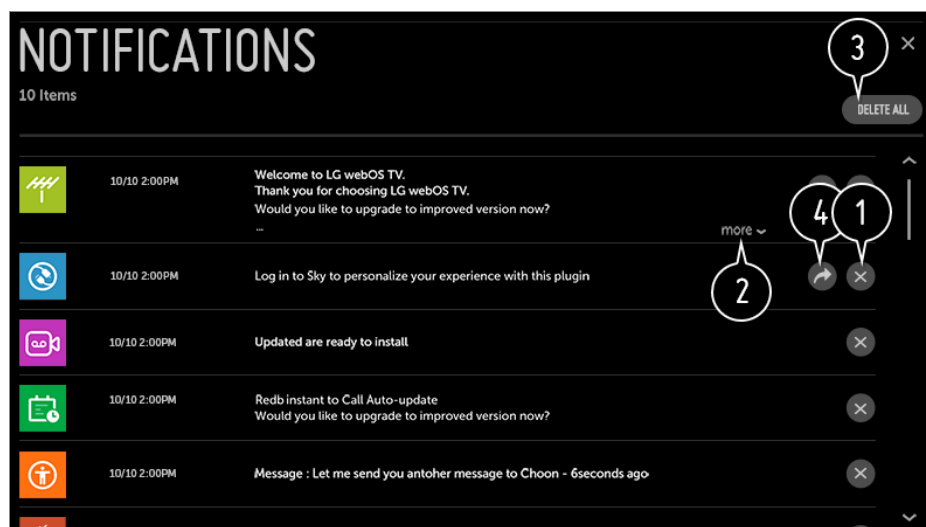 NOTIFICATIONS
10 Items
3
DELETE ALL
10/10 2:00PM
Welcome to LG webOS TV.
Thank you for choosing LG webOS TV.
Would you like to upgrade to improved version now?
...
more
4
1
10/10 2:00PM
Log in to Sky to personalize your experience with this plugin
2
10/10 2:00PM
Updated are ready to install
10/10 2:00PM
Redb instant to Call Auto-update
Would you like to upgrade to improved version now?
10/10 2:00PM
Message : Let me send you antoher message to Choon - 6seconds ago